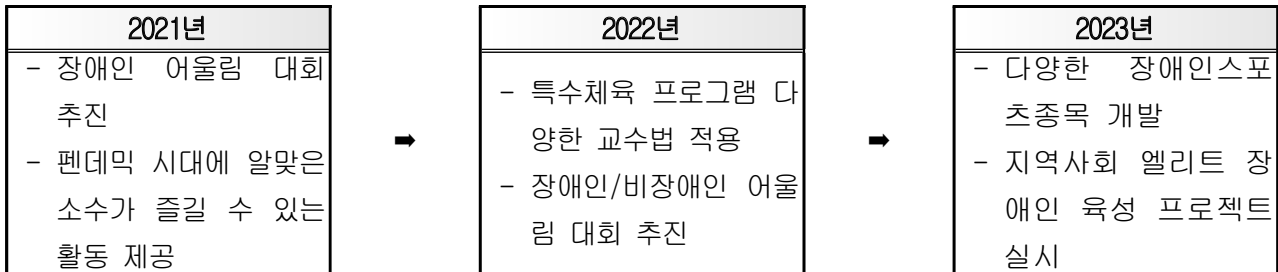 2021년
- 장애인 어울림 대회
추진
- 펜데믹 시대에 알맞은
소수가 즐길 수 있는
활동 제공
➡
2022년
- 특수체육 프로그램 다
양한 교수법 적용
- 장애인/비장애인 어울
림 대회 추진
➡
2023년
- 다양한 장애인스포
츠종목 개발
- 지역사회 엘리트 장
애인 육성 프로젝트
실시